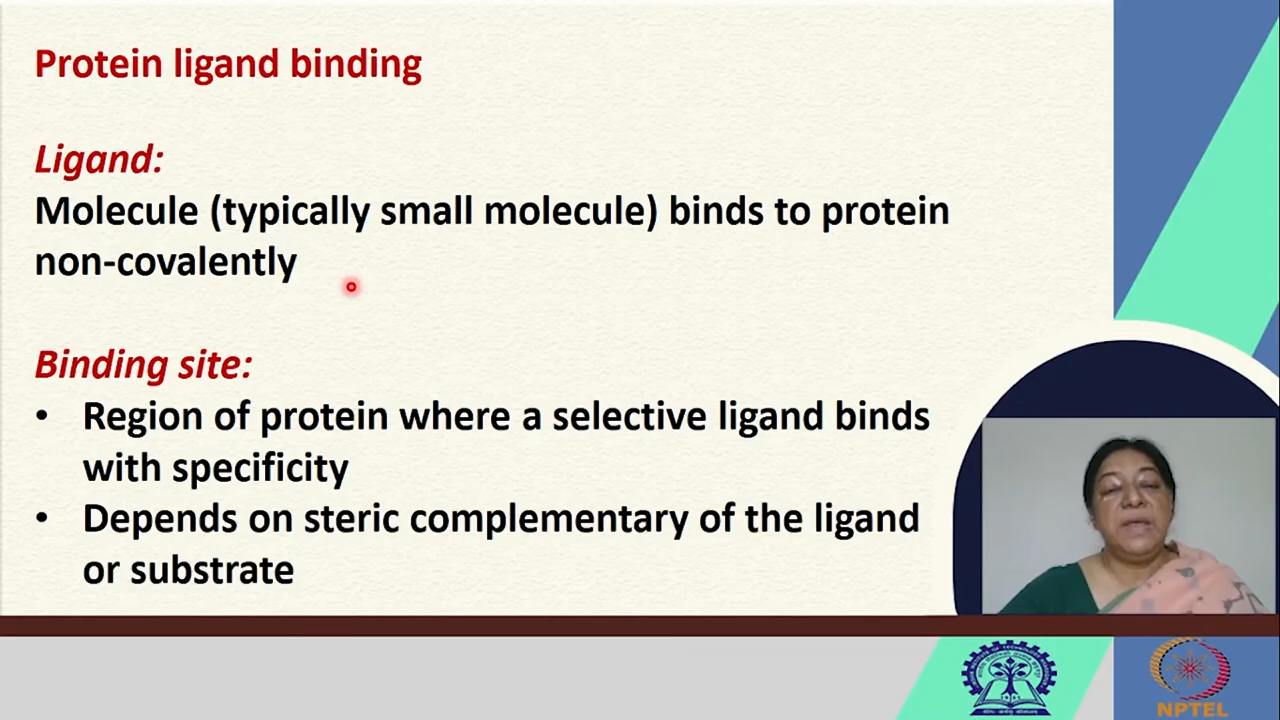 Protein ligand binding
Ligand:
Molecule (typically small molecule) binds to protein
non-covalently
Binding site:
• Region of protein where a selective ligand binds
with specificity
• Depends on steric complementary of the ligand
or substrate
NPTEL